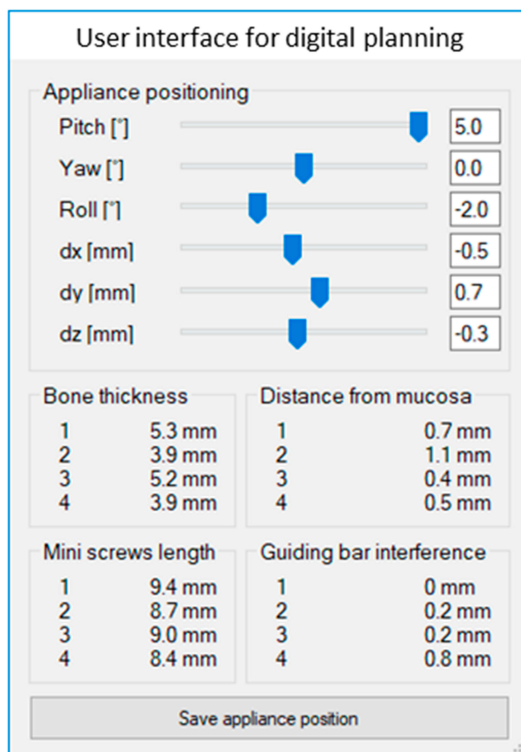 User interface for digital planning
Appliance positioning
Pitch [°] 5.0
Yaw [°] 0.0
Roll [°] -2.0
dx [mm] -0.5
dy [mm] 0.7
dz [mm] -0.3
Bone thickness
1 5.3 mm
2 3.9 mm
3 5.2 mm
4 3.9 mm
Distance from mucosa
1 0.7 mm
2 1.1 mm
3 0.4 mm
4 0.5 mm
Mini screws length
1 9.4 mm
2 8.7 mm
3 9.0 mm
4 8.4 mm
Guiding bar interference
1 0 mm
2 0.2 mm
3 0.2 mm
4 0.8 mm
Save appliance position